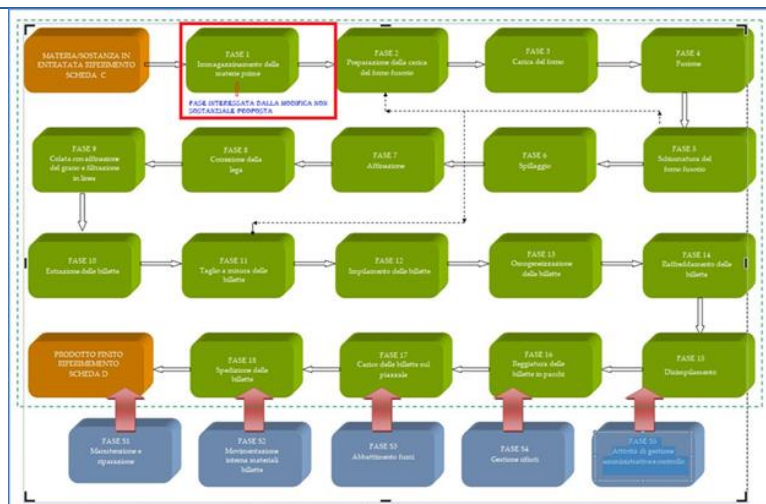 MATERIA/SOSTANZA IN
ENTRATATA RIFERIMENTO
SCHEDA C
FASE 1
Immagazzinamento delle
materie prime
FASE INTERESSATA DALLA MODIFICA NON
SOSTANZIALE PROPOSTA
FASE 2
Preparazione della carica
del forno fusorio
FASE 3
Carica del forno
FASE 4
Fusione
FASE 9
Colata con affinazione
del grano e filtrazione
in linea
FASE 8
Correzione della
lega
FASE 7
Affinazione
FASE 6
Spillaggio
FASE 5
Schiumatura del
forno fusorio
FASE 10
Estrazione delle billette
FASE 11
Taglio a misura delle
billette
FASE 12
Impilamento delle billette
FASE 13
Omogeneizzazione delle
billette
FASE 14
Raffreddamento delle
billette
PRODOTTO FINITO
RIFERIMEMENTO
SCHEDA D
FASE 18
Spedizione delle
billette
FASE 17
Carico delle billette sul
piazzale
FASE 16
Reggiatura delle
billette in pacchi
FASE 15
Disimpilamento
FASE S1
Manutenzione e
riparazione
FASE S2
Movimentazione
interna materiali
billette
FASE S3
Abbattimento fumi
FASE S4
Gestione rifiuti
FASE S5
Attività di gestione
amministrativa e controllo